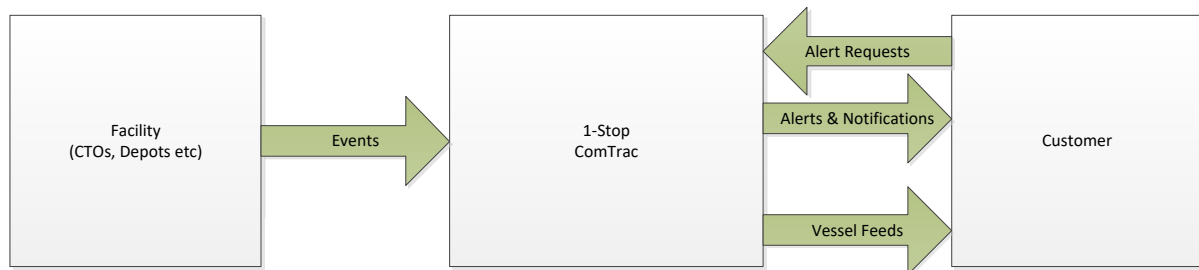 Facility
(CTOs, Depots etc)
Events
1-Stop
ComTrac
Alert Requests
Alerts & Notifications
Vessel Feeds
Customer